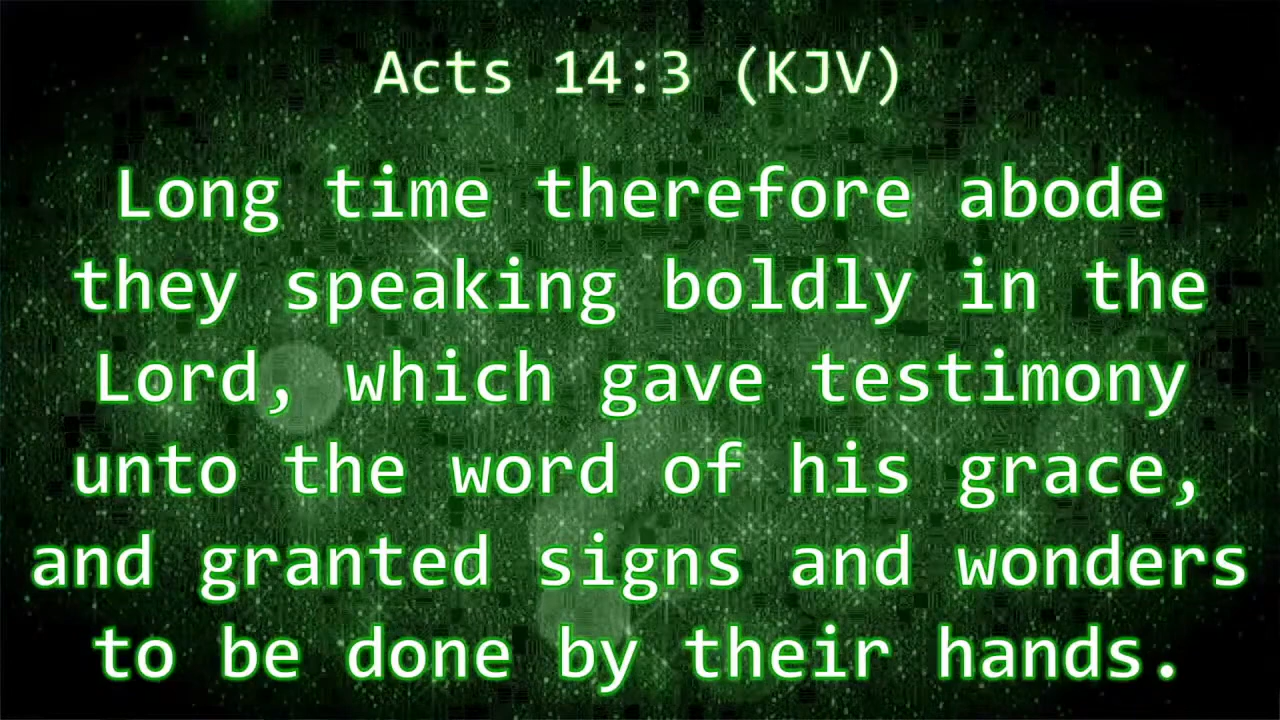 Acts 14:3 (KJV)
Long time therefore abode
they speaking boldly in the
Lord, which gave testimony
unto the word of his grace,
and granted signs and wonders
to be done by their hands.